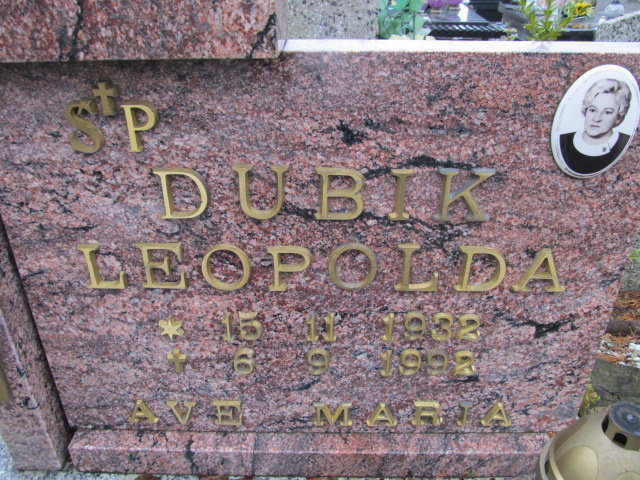 S†P
DUBIK
LEOPOLDA
* 15 11 1932
† 6 9 1992
AVE MARIA